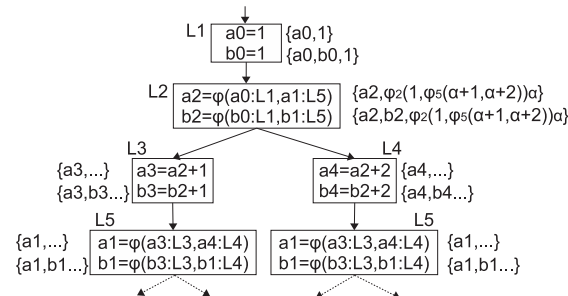 L1
a0=1 {a0,1}
b0=1 {a0,b0,1}
L2
a2=φ(a0:L1,a1:L5) {a2,φ₂(1,φ₅(α+1,α+2))α}
b2=φ(b0:L1,b1:L5) {a2,b2,φ₂(1,φ₅(α+1,α+2))α}
L3 L4
{a3,...} a3=a2+1 a4=a2+2 {a4,...}
{a3,b3...} b3=b2+1 b4=b2+2 {a4,b4...}
L5 L5
{a1,...} a1=φ(a3:L3,a4:L4) a1=φ(a3:L3,a4:L4) {a1,...}
{a1,b1...} b1=φ(b3:L3,b1:L4) b1=φ(b3:L3,b1:L4) {a1,b1...}